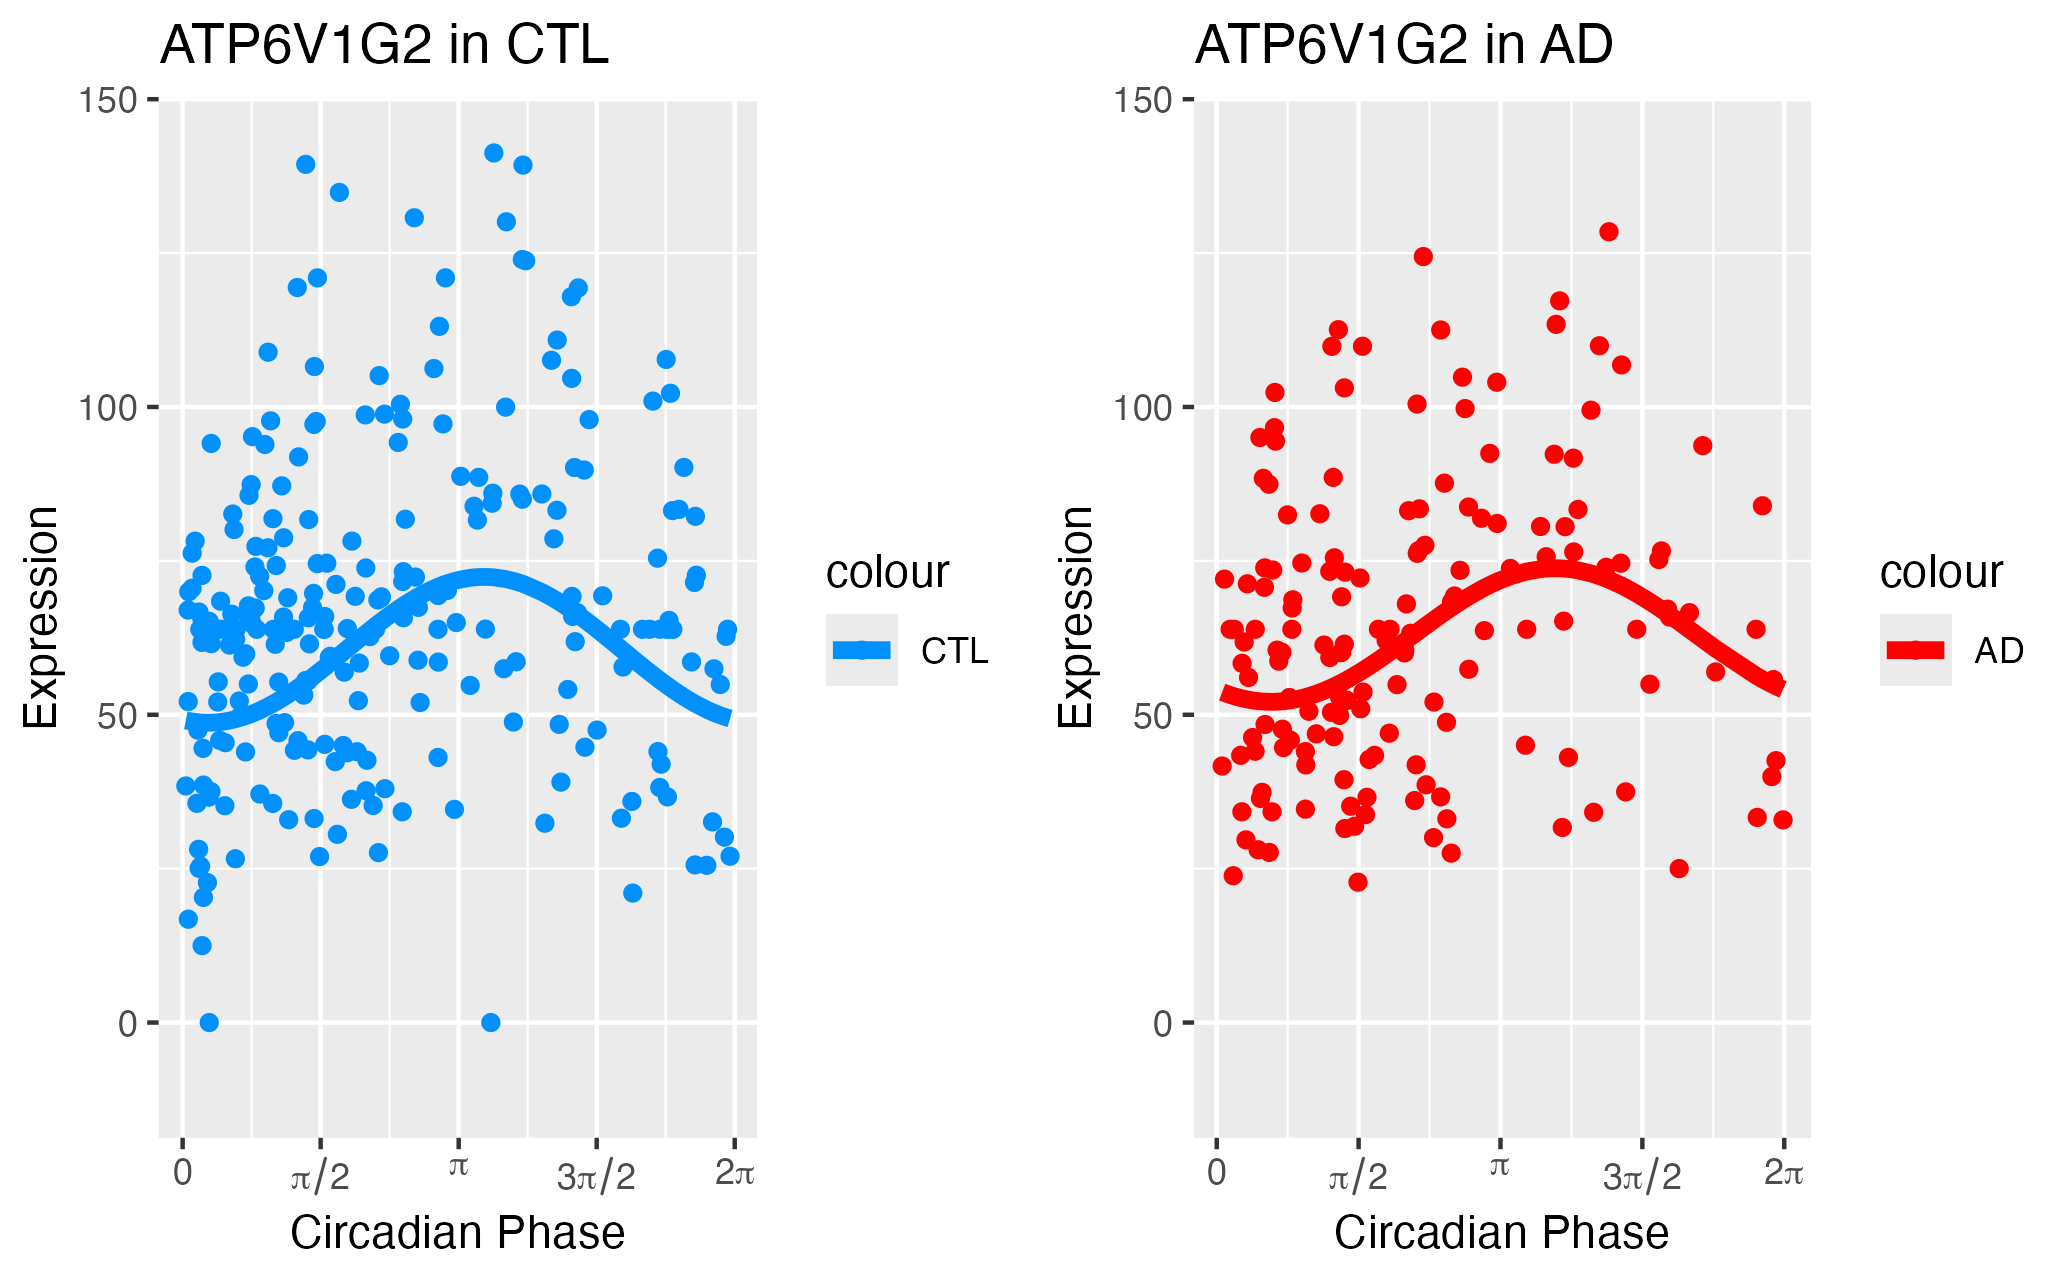 ATP6V1G2 in CTL
150
100
50
0
Expression
0 π/2 π 3π/2 2π
Circadian Phase
colour
CTL
ATP6V1G2 in AD
150
100
50
0
Expression
0 π/2 π 3π/2 2π
Circadian Phase
colour
AD